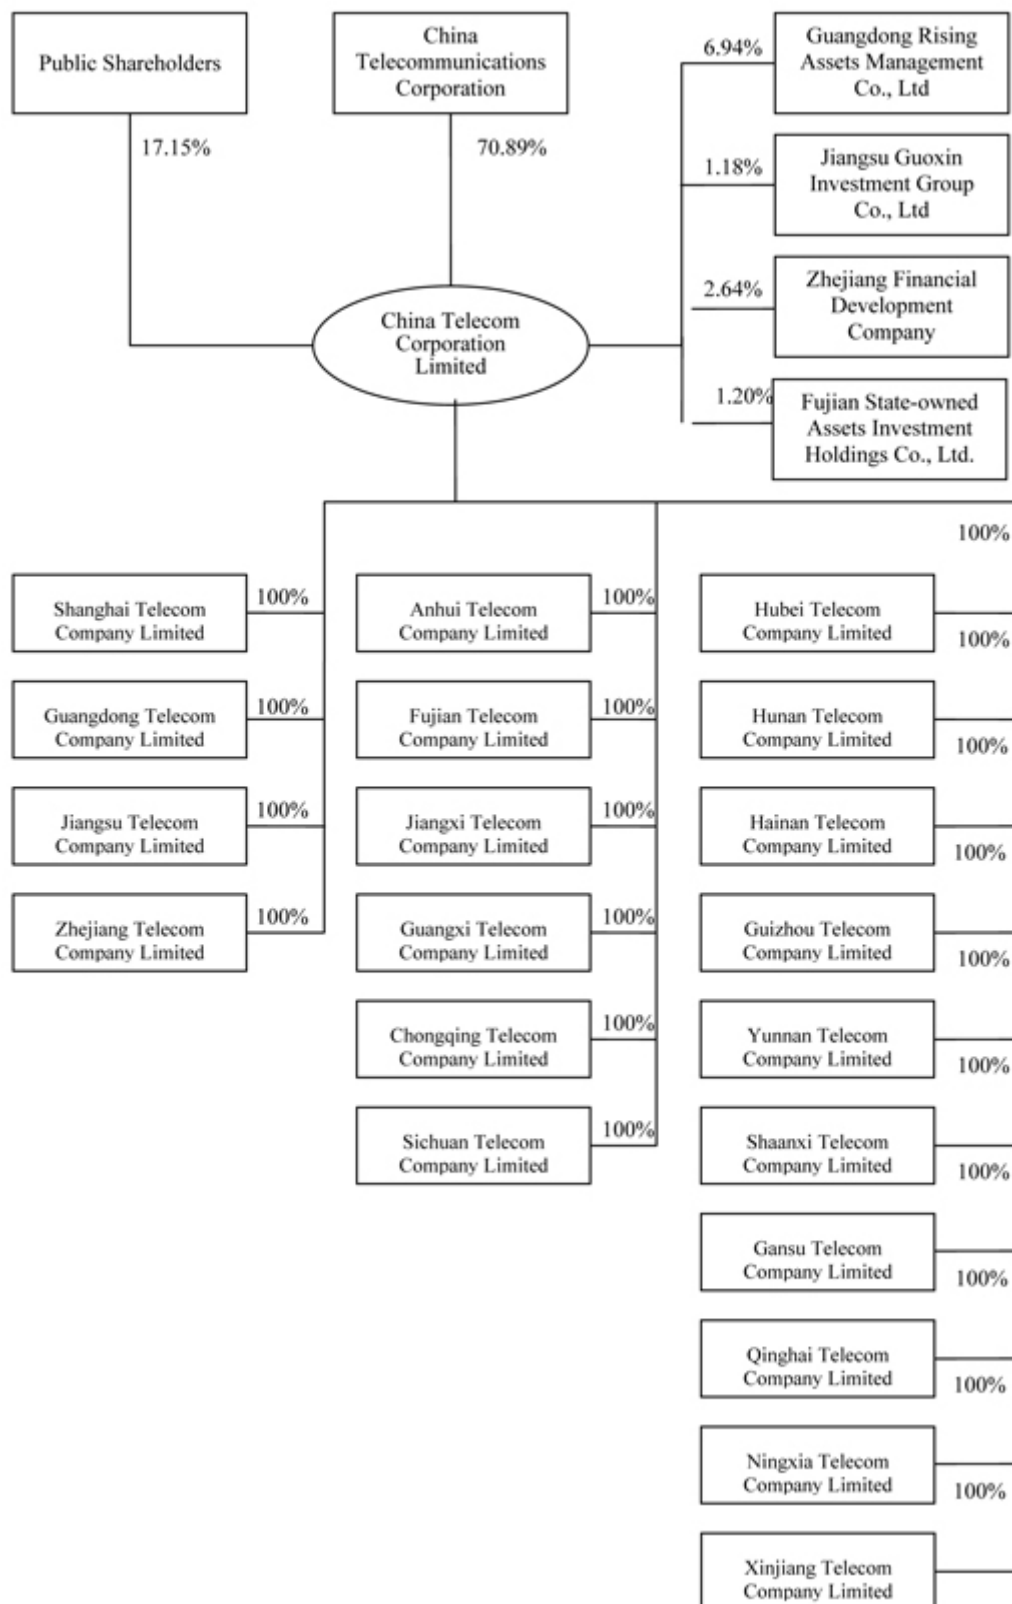 Public Shareholders
China
Telecommunications
Corporation
17.15%
70.89%
6.94%
Guangdong Rising
Assets Management
Co., Ltd
1.18%
Jiangsu Guoxin
Investment Group
Co., Ltd
2.64%
Zhejiang Financial
Development
Company
1.20%
Fujian State-owned
Assets Investment
Holdings Co., Ltd.
China Telecom
Corporation
Limited
Shanghai Telecom
Company Limited
100%
Guangdong Telecom
Company Limited
100%
Jiangsu Telecom
Company Limited
100%
Zhejiang Telecom
Company Limited
100%
Anhui Telecom
Company Limited
100%
Fujian Telecom
Company Limited
100%
Jiangxi Telecom
Company Limited
100%
Guangxi Telecom
Company Limited
100%
Chongqing Telecom
Company Limited
100%
Sichuan Telecom
Company Limited
100%
100%
Hubei Telecom
Company Limited
100%
Hunan Telecom
Company Limited
100%
Hainan Telecom
Company Limited
100%
Guizhou Telecom
Company Limited
100%
Yunnan Telecom
Company Limited
100%
Shaanxi Telecom
Company Limited
100%
Gansu Telecom
Company Limited
100%
Qinghai Telecom
Company Limited
100%
Ningxia Telecom
Company Limited
100%
Xinjiang Telecom
Company Limited